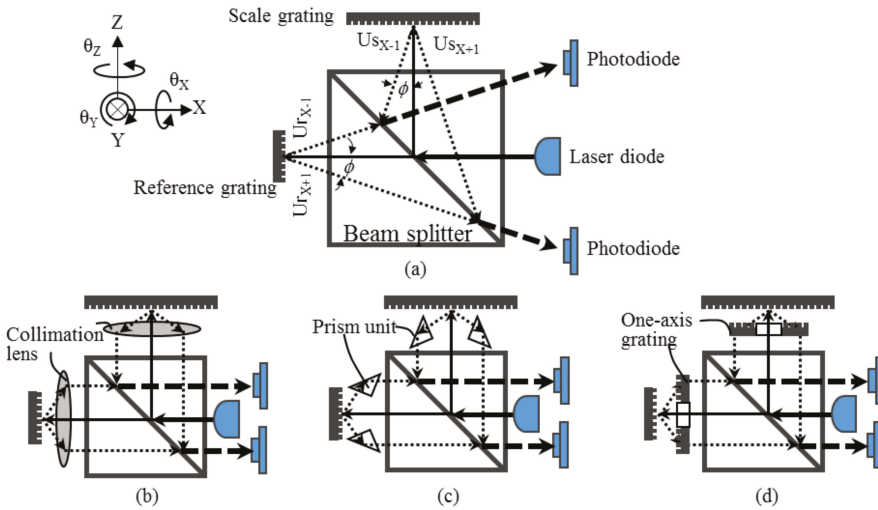 Scale grating
Z
θZ
θX
X
θY
Y
UsX-1
UsX+1
ϕ
Photodiode
UrX-1
ϕ
Laser diode
Reference grating
UrX+1
Beam splitter
Photodiode
(a)
Collimation
lens
Prism unit
One-axis
grating
(b)
(c)
(d)